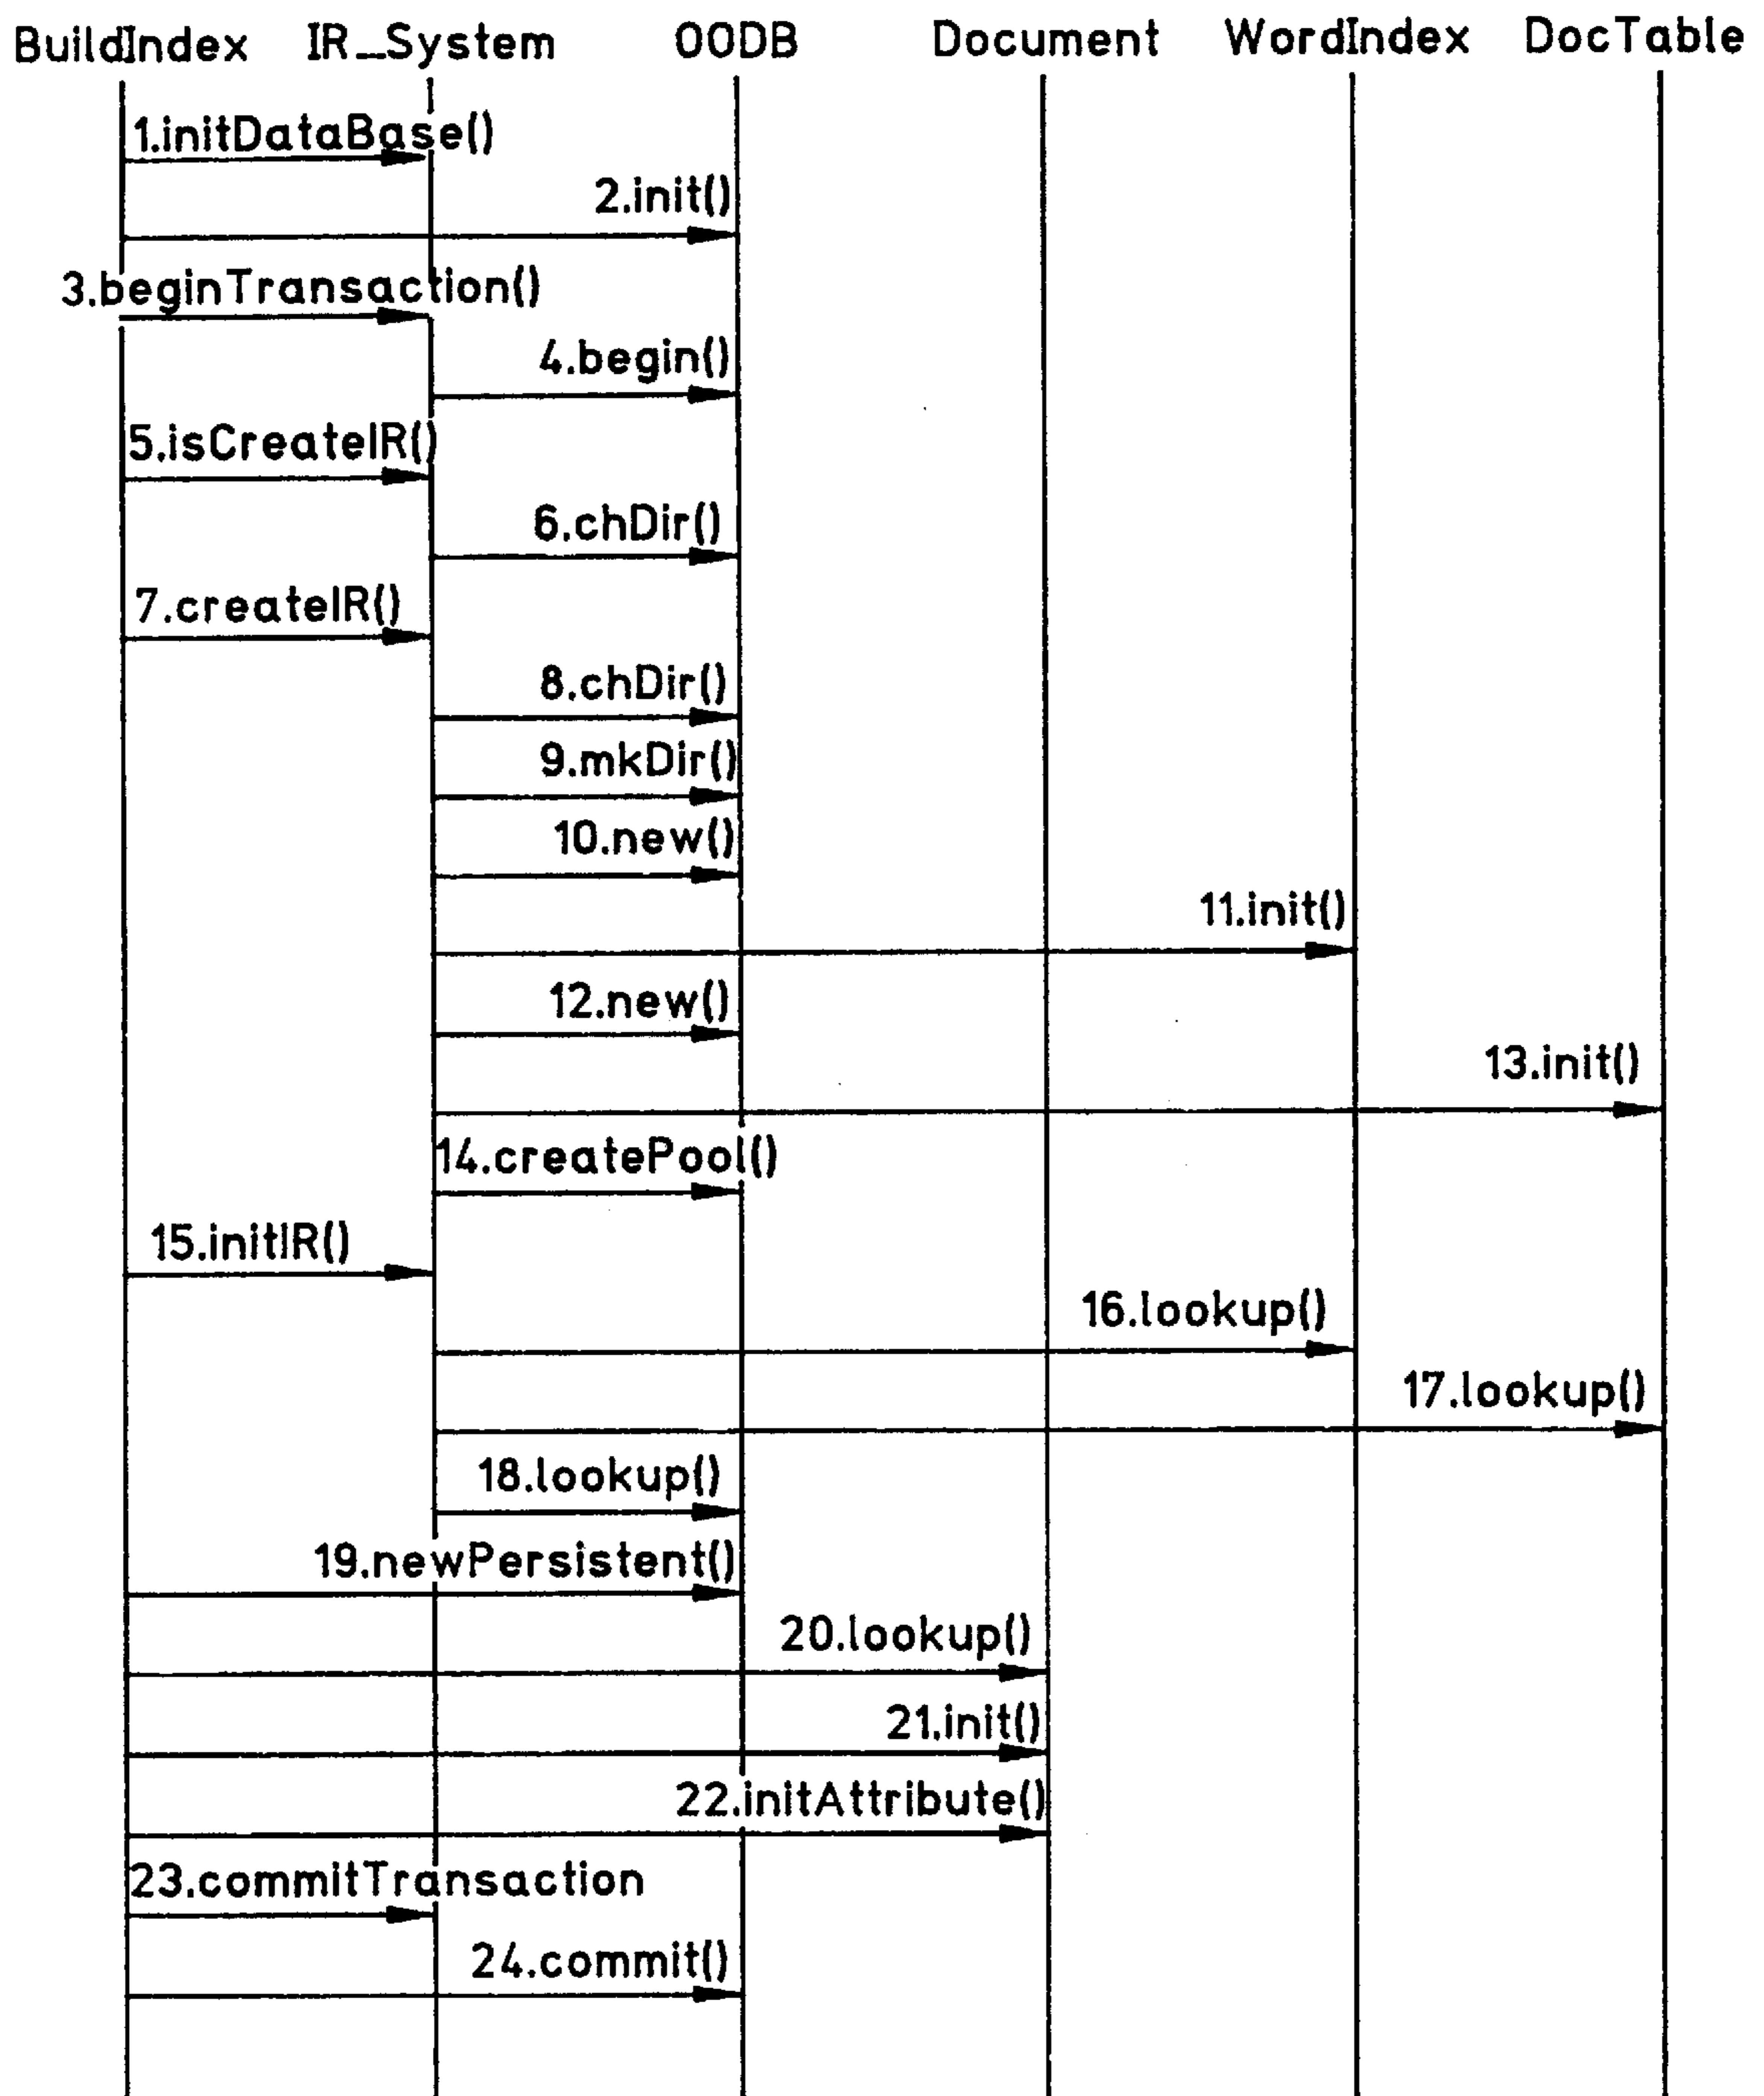 BuildIndex IR_System OODB Document WordIndex DocTable
1.initDataBase()
2.init()
3.beginTransaction()
4.begin()
5.isCreateIR()
6.chDir()
7.createIR()
8.chDir()
9.mkDir()
10.new()
11.init()
12.new()
13.init()
14.createPool()
15.initIR()
16.lookup()
17.lookup()
18.lookup()
19.newPersistent()
20.lookup()
21.init()
22.initAttribute()
23.commitTransaction
24.commit()